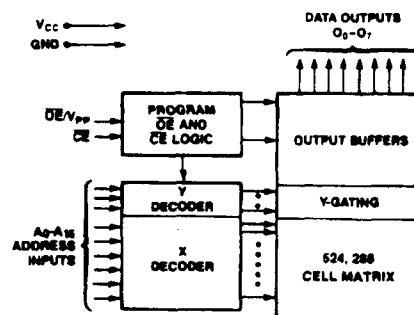 VCC
GND
DATA OUTPUTS
O0-O7
OE/VPP
CE
PROGRAM
OE AND
CE LOGIC
OUTPUT BUFFERS
Y
DECODER
Y-GATING
A0-A15
ADDRESS
INPUTS
X
DECODER
524, 288
CELL MATRIX